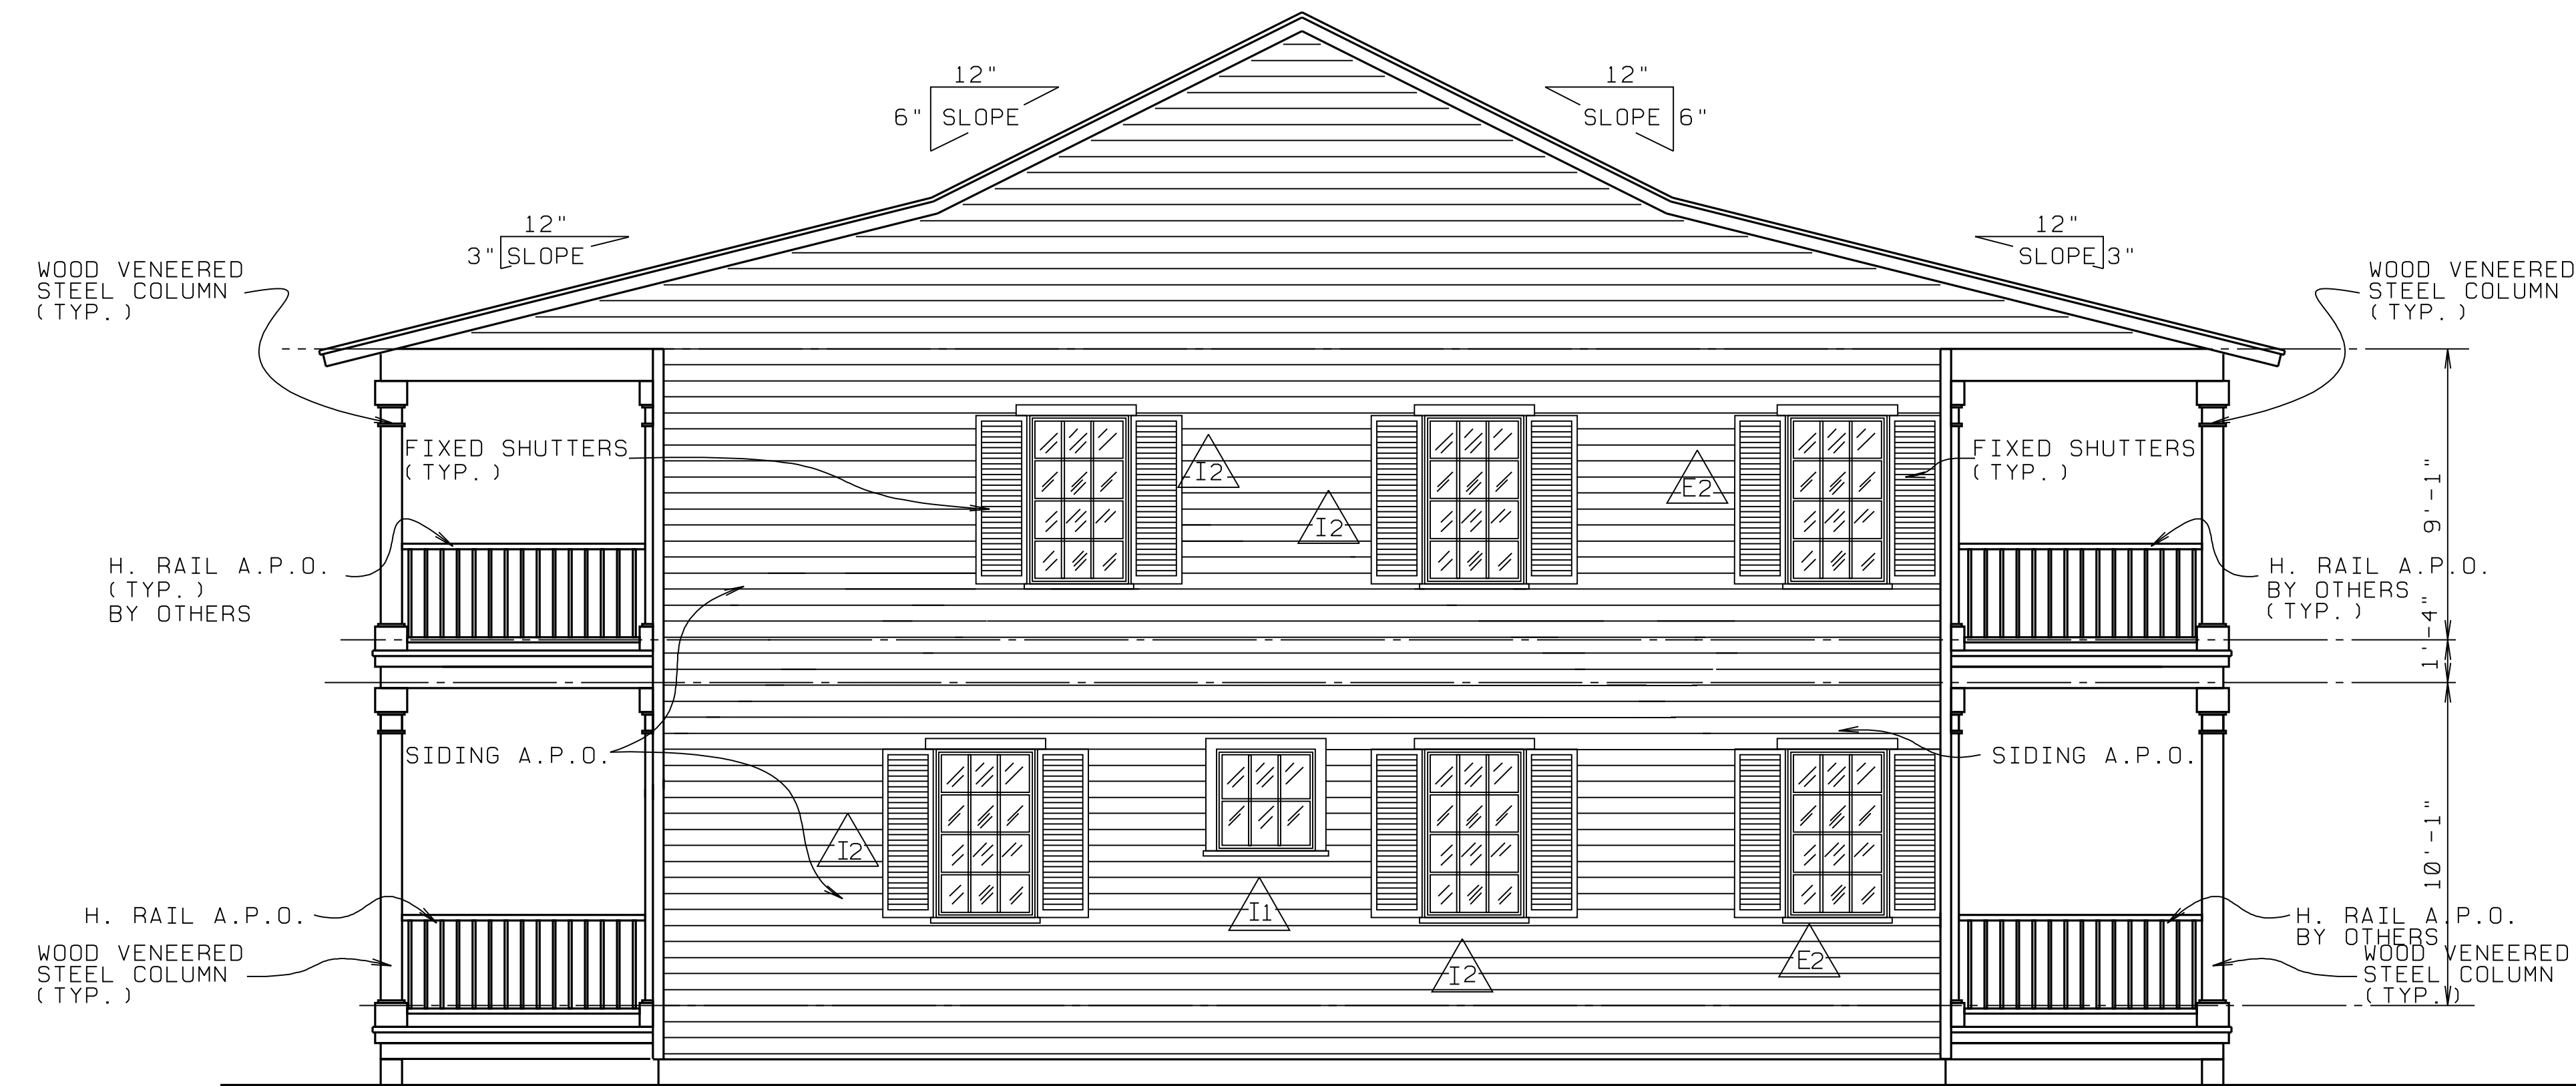 12"
6" SLOPE
12"
SLOPE 6"
12"
3" SLOPE
12"
SLOPE 3"
WOOD VENEERED
STEEL COLUMN
(TYP.)
WOOD VENEERED
STEEL COLUMN
(TYP.)
FIXED SHUTTERS
(TYP.)
I2
I2
E2
FIXED SHUTTERS
(TYP.)
9'-1"
H. RAIL A.P.O.
(TYP.)
BY OTHERS
H. RAIL A.P.O.
BY OTHERS
(TYP.)
1'-4"
SIDING A.P.O.
SIDING A.P.O.
10'-1"
I2
I1
I2
E2
H. RAIL A.P.O.
WOOD VENEERED
STEEL COLUMN
(TYP.)
H. RAIL A.P.O.
BY OTHERS
WOOD VENEERED
STEEL COLUMN
(TYP.)